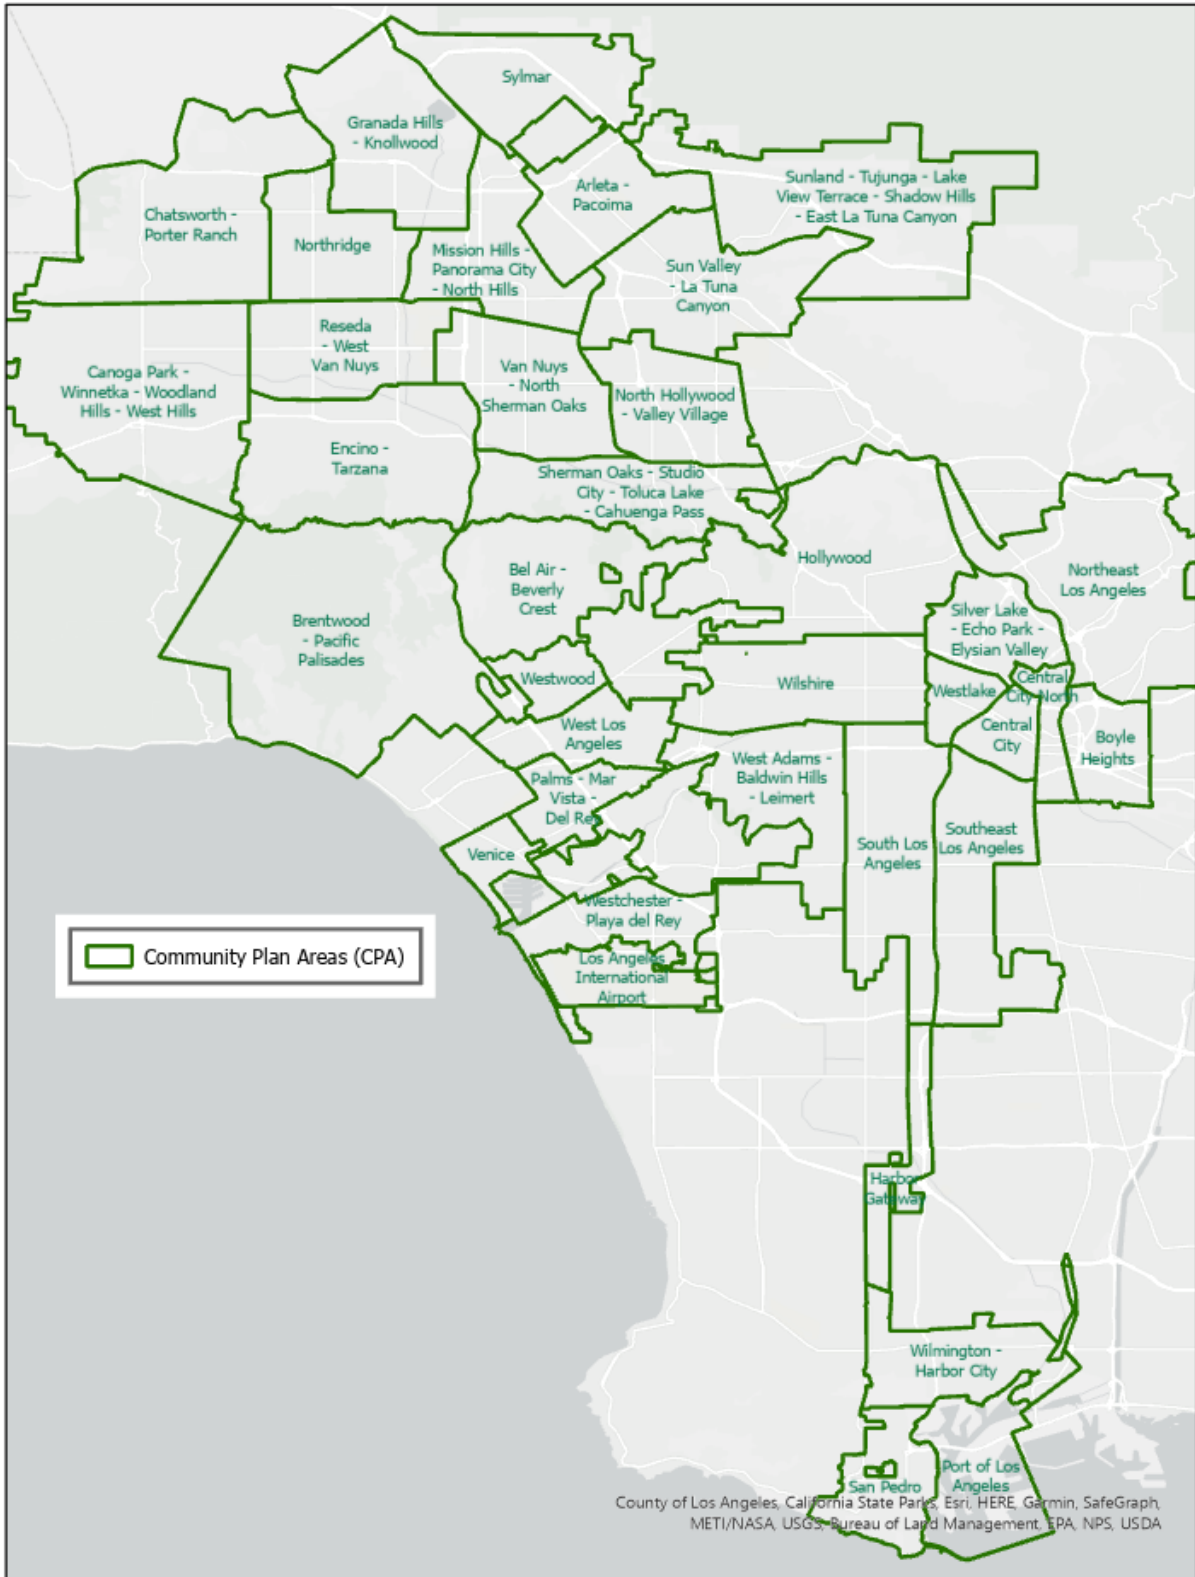 Sylmar
Granada Hills
- Knollwood
Sunland - Tujunga - Lake
View Terrace - Shadow Hills
- East La Tuna Canyon
Arleta -
Pacoima
Chatsworth -
Porter Ranch
Northridge
Mission Hills -
Panorama City
- North Hills
Sun Valley
- La Tuna
Canyon
Reseda
- West
Van Nuys
Canoga Park -
Winnetka - Woodland
Hills - West Hills
Van Nuys
- North
Sherman Oaks
North Hollywood
- Valley Village
Encino -
Tarzana
Sherman Oaks - Studio
City - Toluca Lake
- Cahuenga Pass
Hollywood
Bel Air -
Beverly
Crest
Northeast
Los Angeles
Brentwood
- Pacific
Palisades
Silver Lake
- Echo Park -
Elysian Valley
Westwood
Wilshire
Westlake
Central
City North
West Los
Angeles
Central
City
Boyle
Heights
West Adams -
Baldwin Hills
- Leimert
Palms - Mar
Vista -
Del Rey
Venice
South Los
Angeles
Southeast
Los Angeles
Westchester -
Playa del Rey
Community Plan Areas (CPA)
Los Angeles
International
Airport
Harbor
Gateway
Wilmington -
Harbor City
San Pedro
Port of Los
Angeles
County of Los Angeles, California State Parks, Esri, HERE, Garmin, SafeGraph,
METI/NASA, USGS, Bureau of Land Management, EPA, NPS, USDA